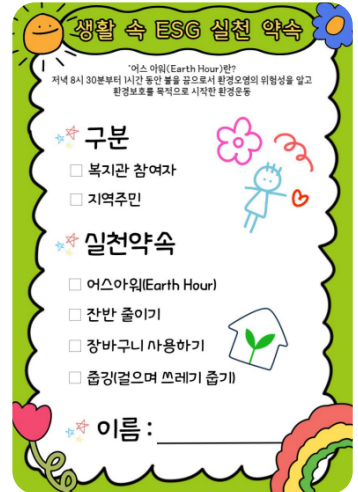 생활 속 ESG 실천 약속
'어스 아워(Earth Hour)란?
저녁 8시 30분부터 1시간 동안 불을 끔으로서 환경오염의 위험성을 알고
환경보호를 목적으로 시작한 환경운동
구분
□ 복지관 참여자
□ 지역주민
실천약속
□ 어스아워(Earth Hour)
□ 잔반 줄이기
□ 장바구니 사용하기
□ 줍깅(걸으며 쓰레기 줍기)
이름 :